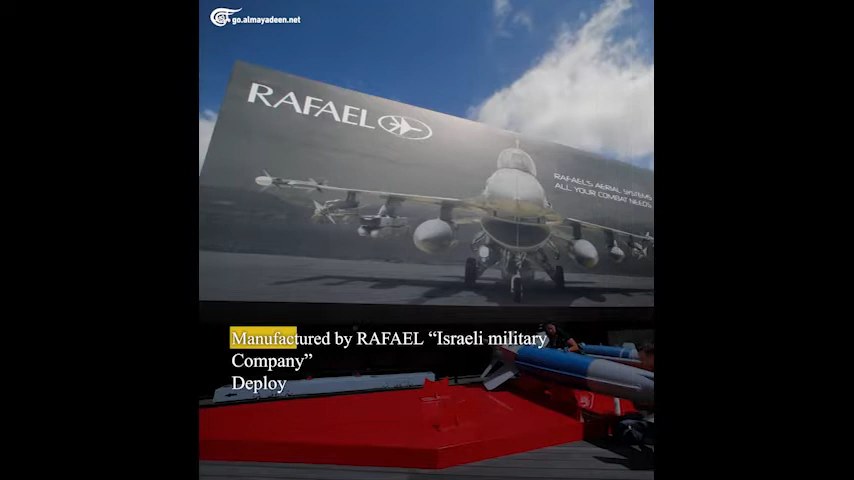 go.almayadeen.net
RAFAEL
RAFAEL'S AERIAL SYSTEMS
ALL YOUR COMBAT NEEDS
Manufactured by RAFAEL “Israeli military
Company”
Deploy